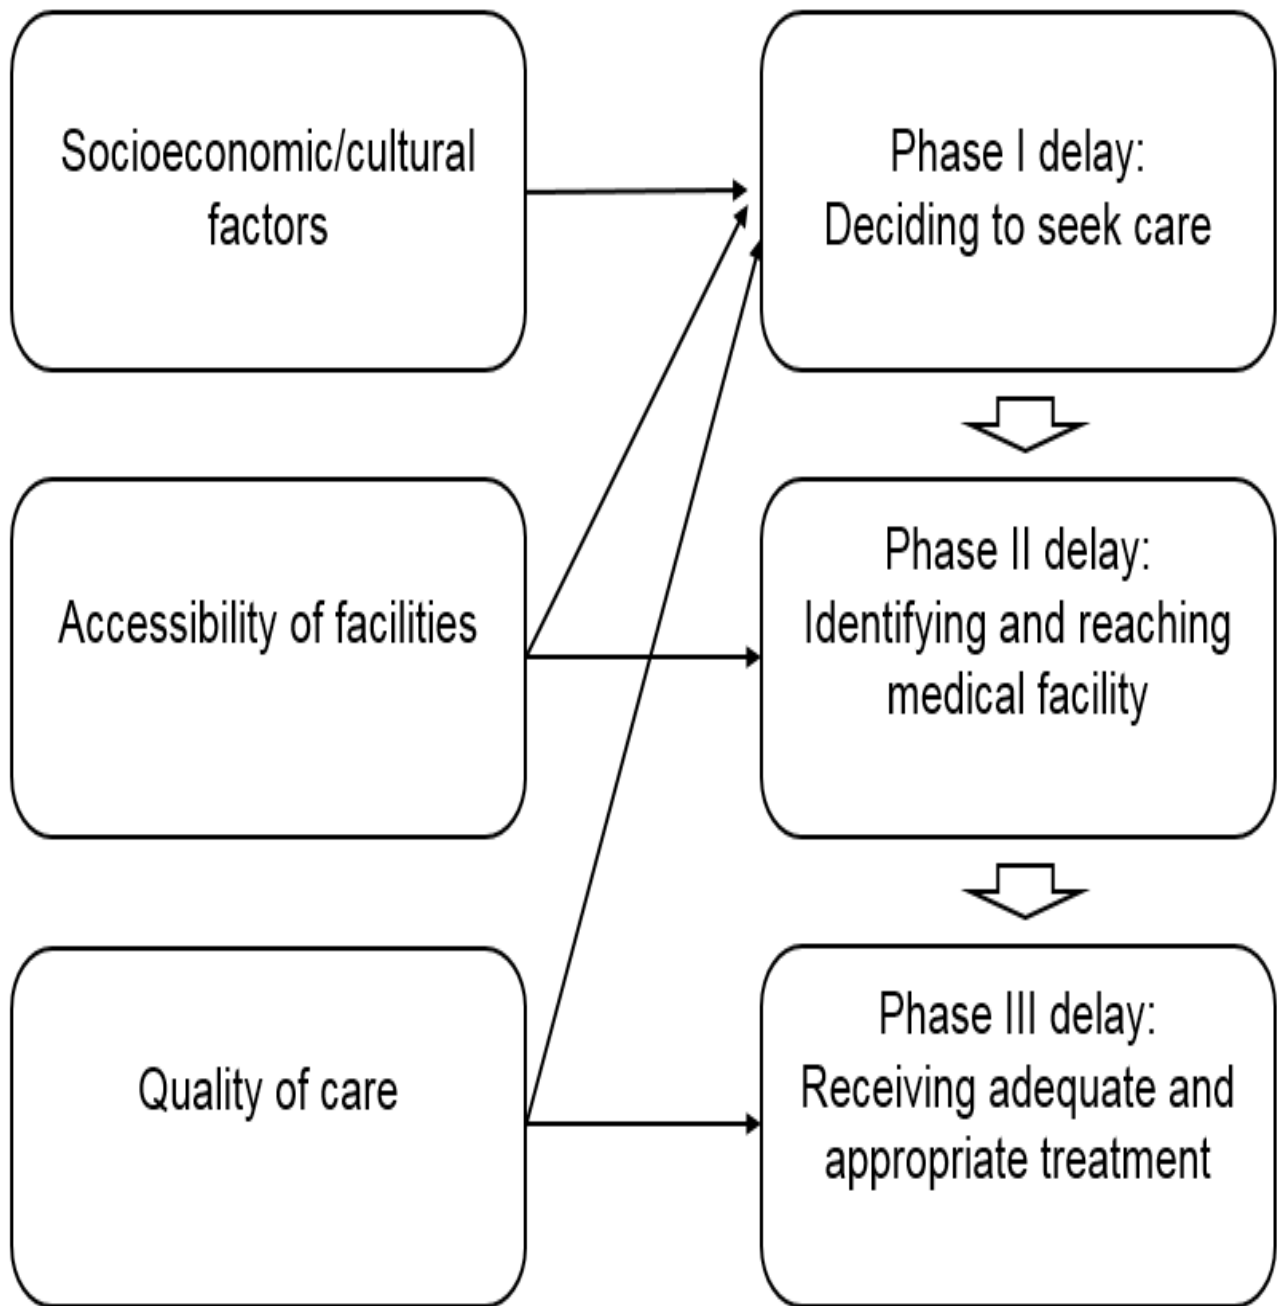 Socioeconomic/cultural
factors
Phase I delay:
Deciding to seek care
Accessibility of facilities
Phase II delay:
Identifying and reaching
medical facility
Quality of care
Phase III delay:
Receiving adequate and
appropriate treatment